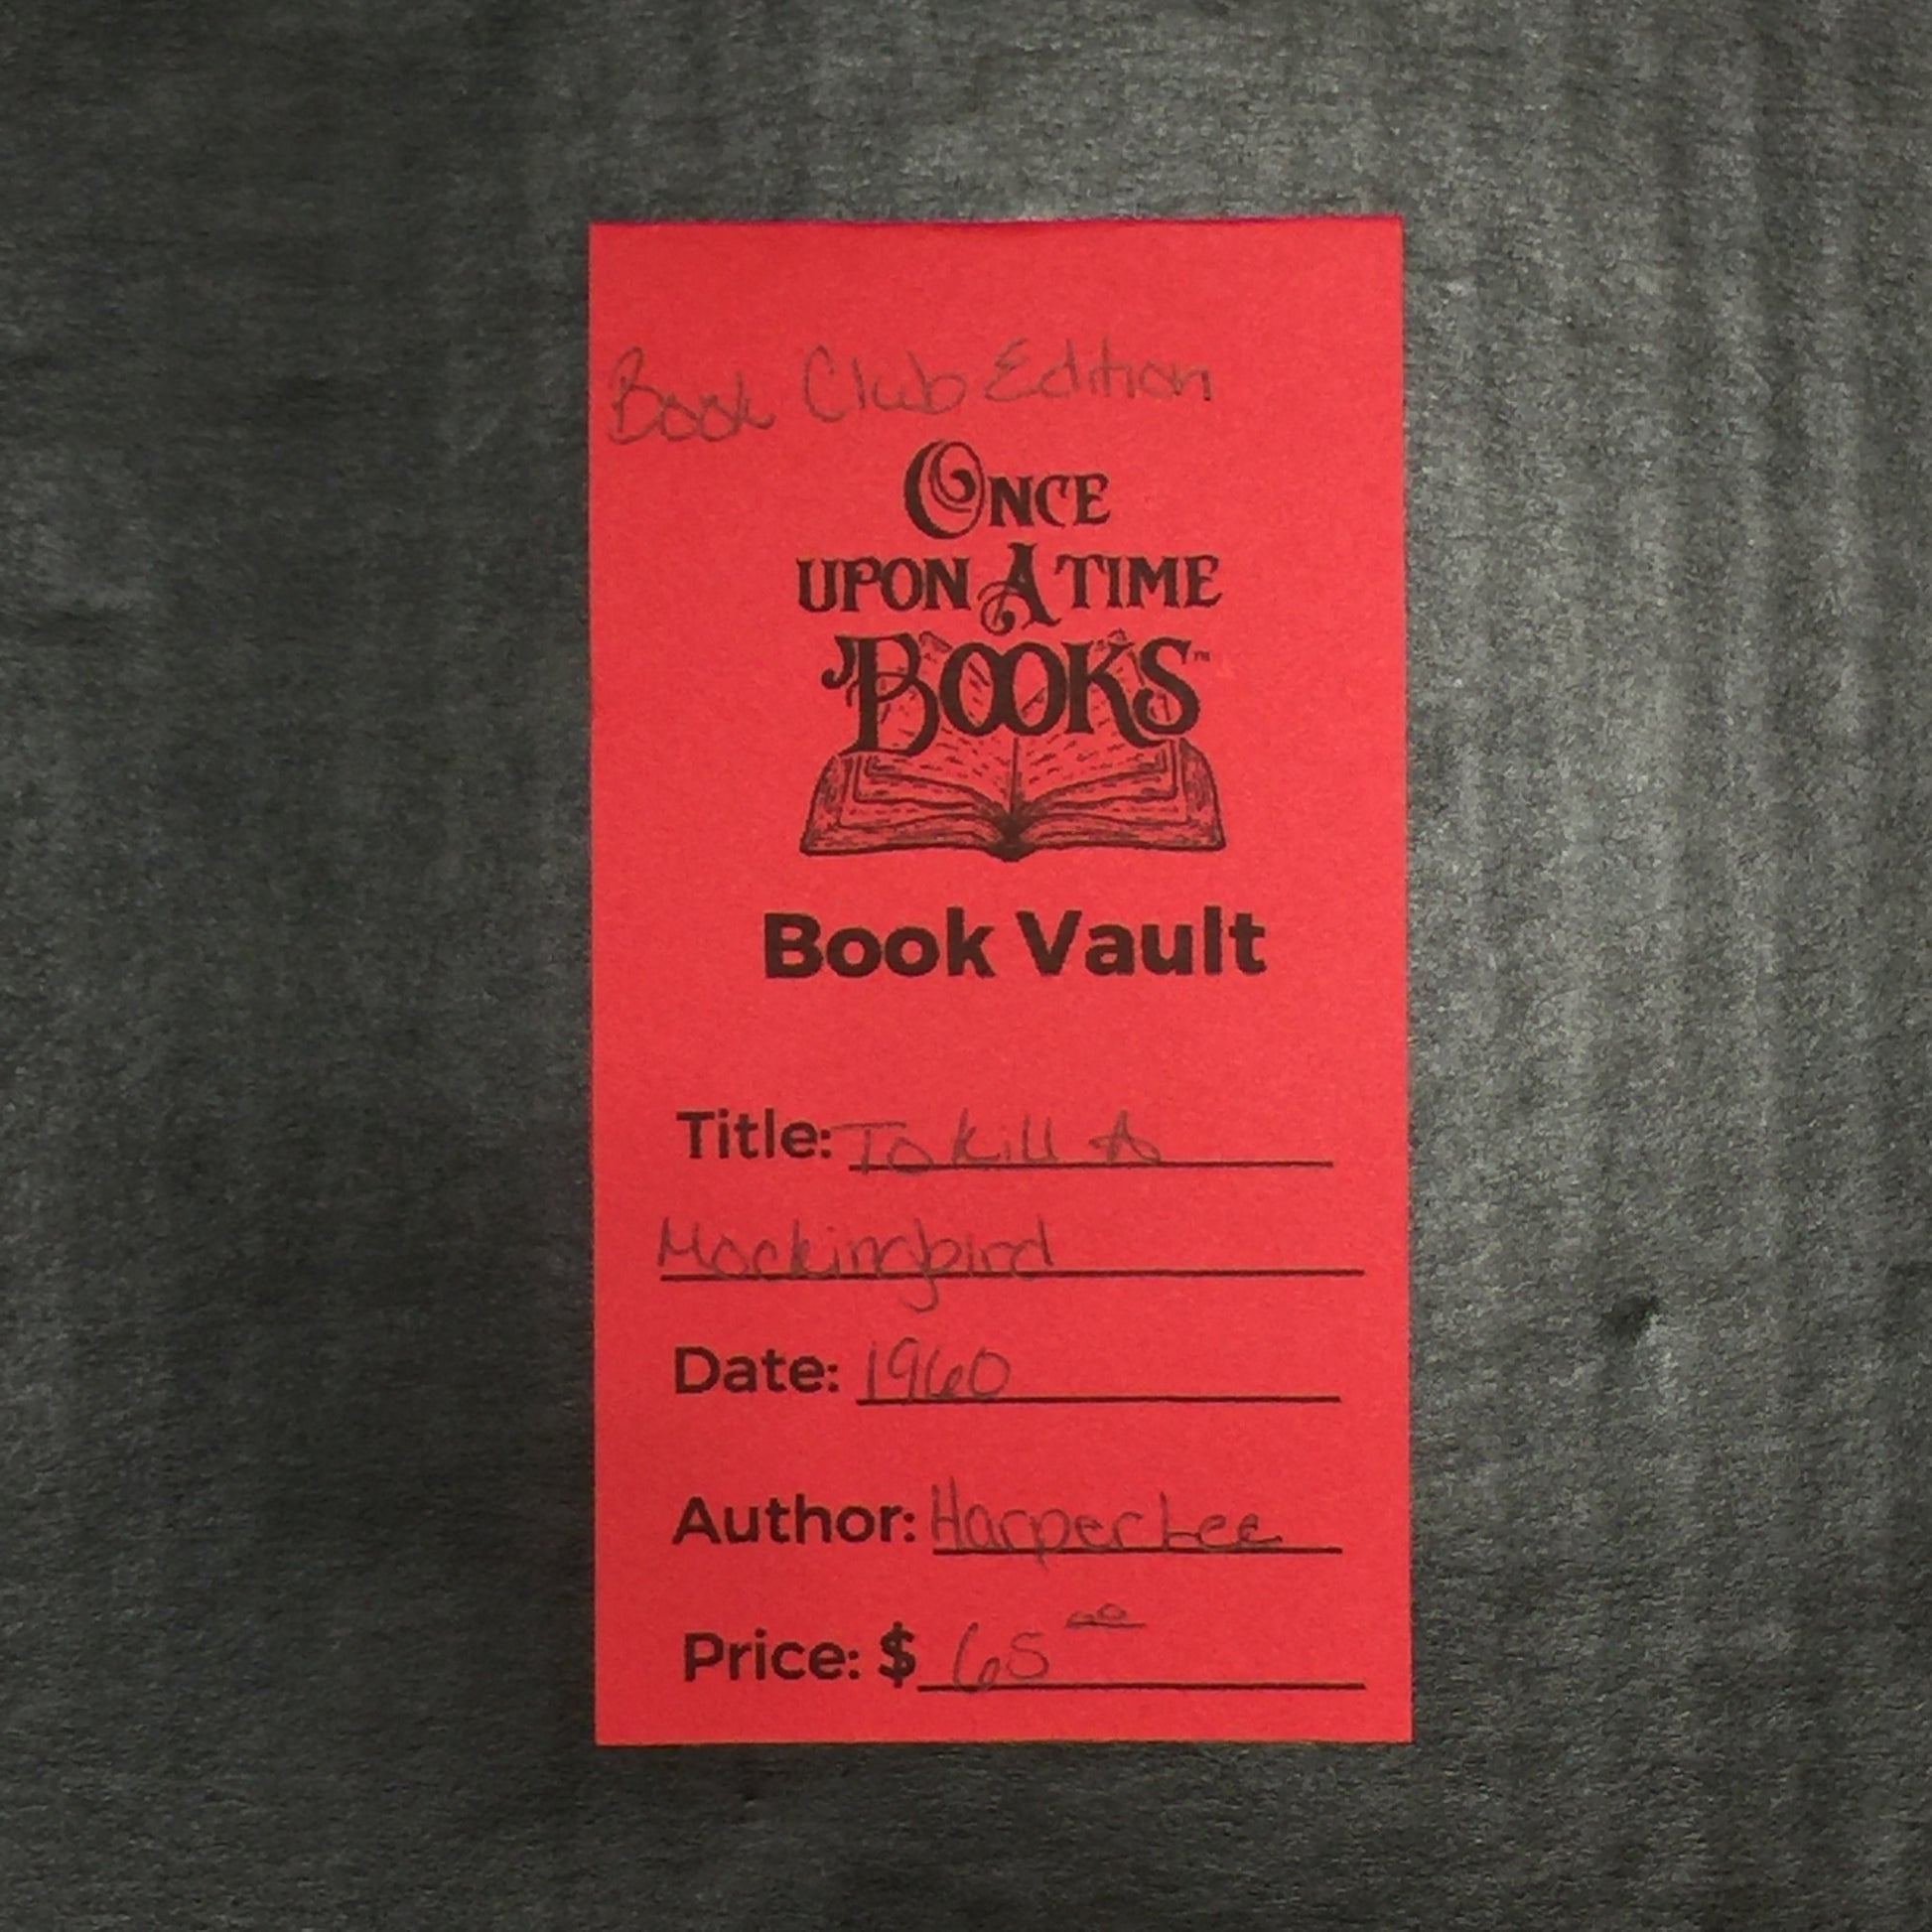 Book Club Edition
ONCE
UPON A TIME
BOOKS™
Book Vault
Title: To Kill A
Mockingbird
Date: 1960
Author: Harper Lee
Price: $ 65 00